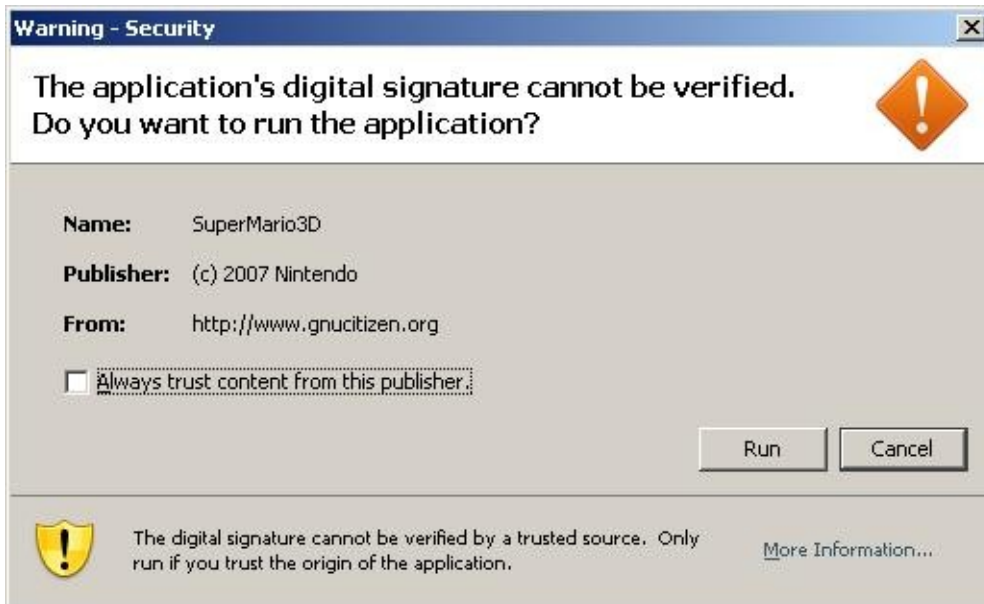 Warning - Security
The application's digital signature cannot be verified.
Do you want to run the application?
Name: SuperMario3D
Publisher: (c) 2007 Nintendo
From: http://www.gnucitizen.org
Always trust content from this publisher.
Run Cancel
The digital signature cannot be verified by a trusted source. Only
run if you trust the origin of the application.
More Information...